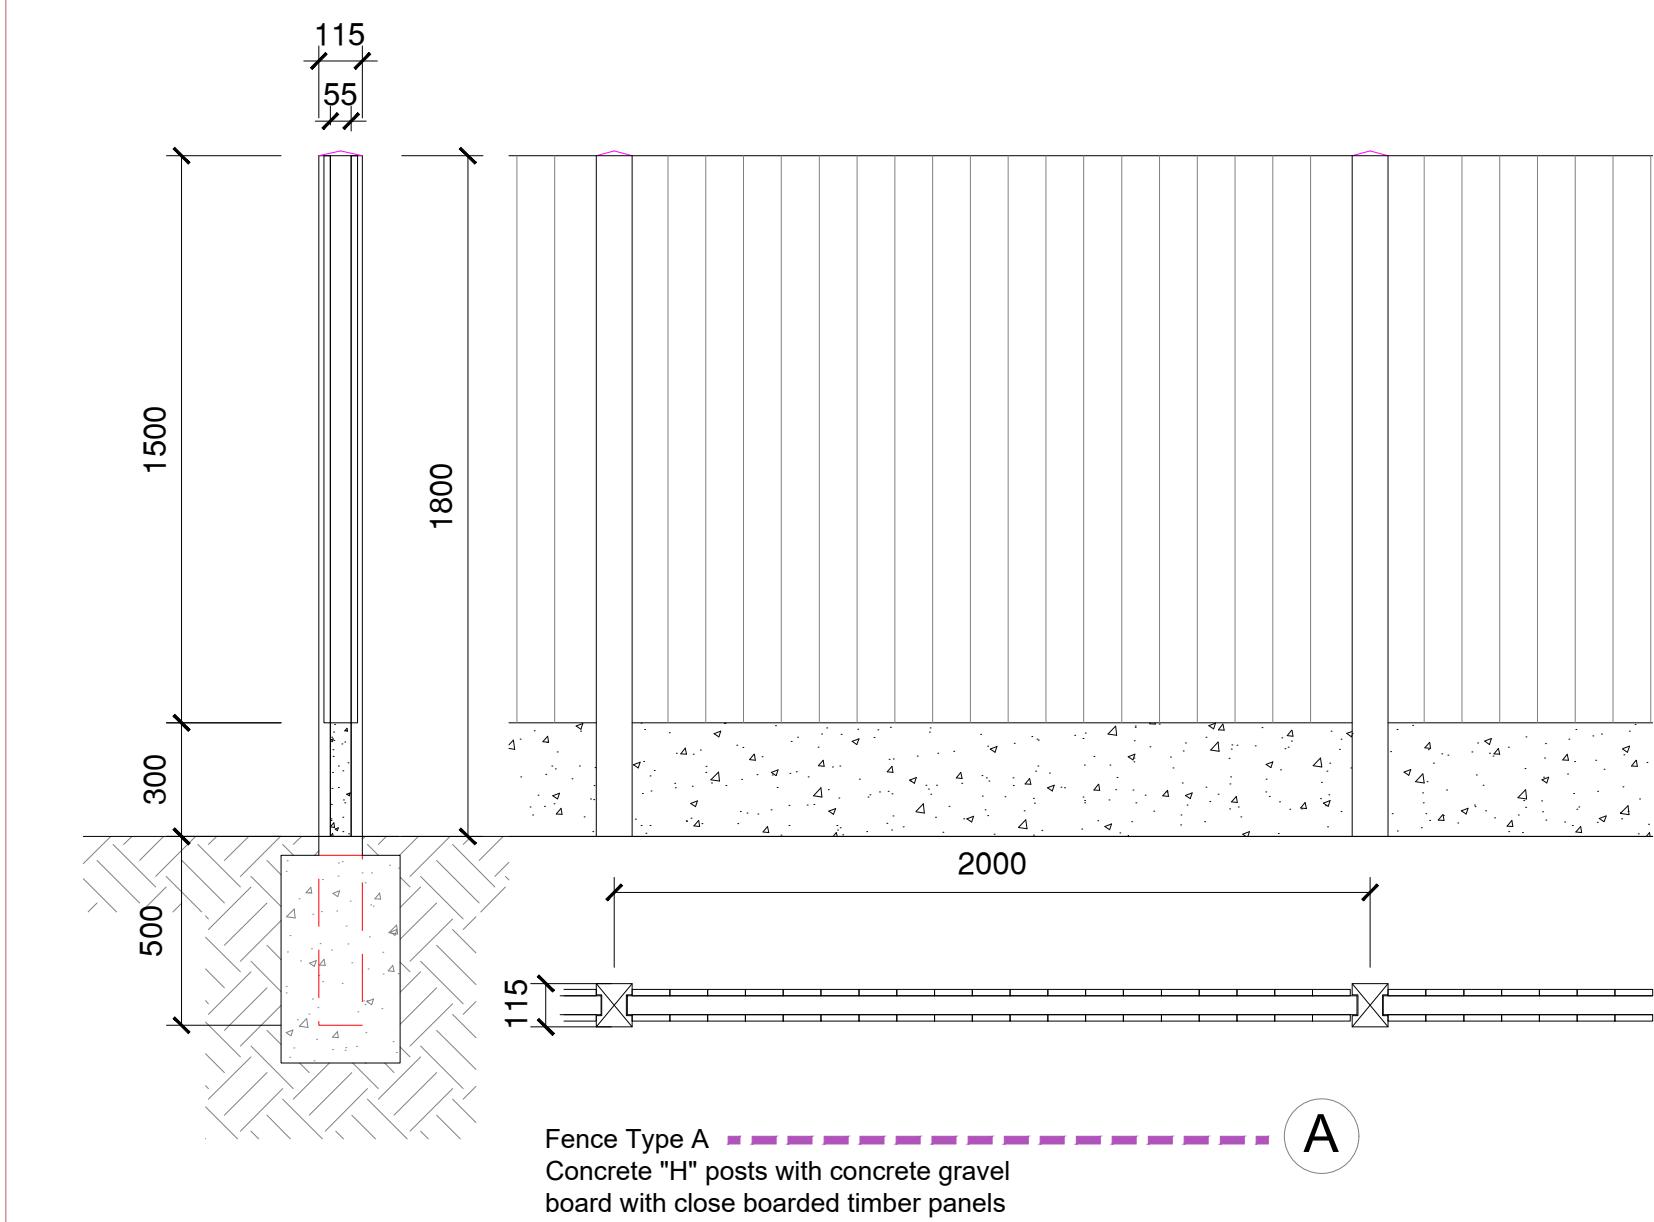 115
55
1500
1800
300
2000
500
115
Fence Type A
A
Concrete "H" posts with concrete gravel
board with close boarded timber panels